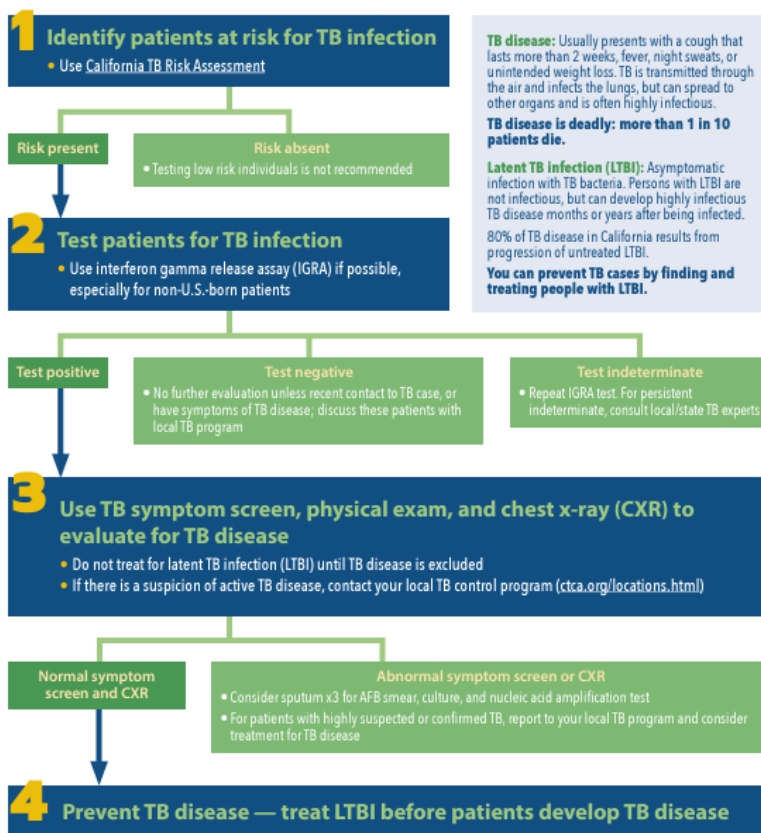 1 Identify patients at risk for TB infection
• Use California TB Risk Assessment
Risk present
Risk absent
• Testing low risk individuals is not recommended
TB disease: Usually presents with a cough that
lasts more than 2 weeks, fever, night sweats, or
unintended weight loss. TB is transmitted through
the air and infects the lungs, but can spread to
other organs and is often highly infectious.
TB disease is deadly: more than 1 in 10
patients die.
Latent TB infection (LTBI): Asymptomatic
infection with TB bacteria. Persons with LTBI are
not infectious, but can develop highly infectious
TB disease months or years after being infected.
80% of TB disease in California results from
progression of untreated LTBI.
You can prevent TB cases by finding and
treating people with LTBI.
2 Test patients for TB infection
• Use interferon gamma release assay (IGRA) if possible,
especially for non-U.S.-born patients
Test positive
Test negative
• No further evaluation unless recent contact to TB case, or
have symptoms of TB disease; discuss these patients with
local TB program
Test indeterminate
• Repeat IGRA test. For persistent
indeterminate, consult local/state TB experts
3 Use TB symptom screen, physical exam, and chest x-ray (CXR) to
evaluate for TB disease
• Do not treat for latent TB infection (LTBI) until TB disease is excluded
• If there is a suspicion of active TB disease, contact your local TB control program (ctca.org/locations.html)
Normal symptom
screen and CXR
Abnormal symptom screen or CXR
• Consider sputum x3 for AFB smear, culture, and nucleic acid amplification test
• For patients with highly suspected or confirmed TB, report to your local TB program and consider
treatment for TB disease
4 Prevent TB disease — treat LTBI before patients develop TB disease